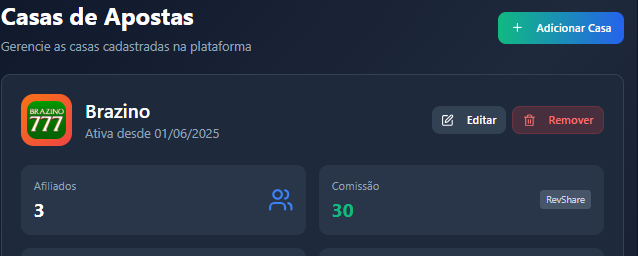 Casas de Apostas
Gerencie as casas cadastradas na plataforma
+ Adicionar Casa
BRAZINO
777
Brazino
Ativa desde 01/06/2025
Editar
Remover
Afiliados
3
Comissão
30
RevShare